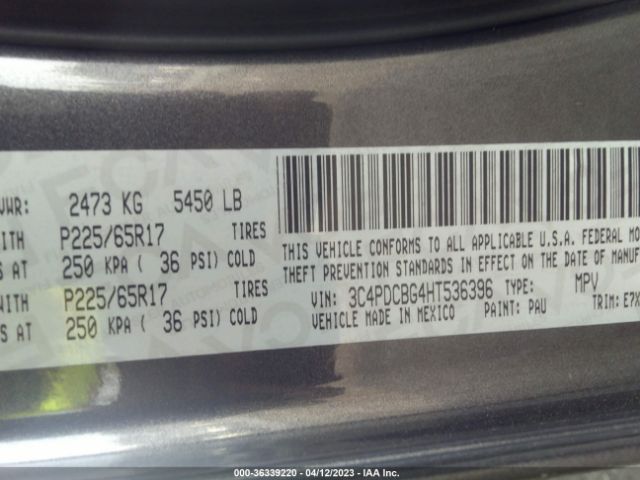 VWR: 2473 KG 5450 LB
WITH P225/65R17 TIRES
S AT 250 KPA ( 36 PSI) COLD
WITH P225/65R17 TIRES
S AT 250 KPA ( 36 PSI) COLD
THIS VEHICLE CONFORMS TO ALL APPLICABLE U.S.A. FEDERAL MO
THEFT PREVENTION STANDARDS IN EFFECT ON THE DATE OF MANUF
VIN: 3C4PDCBG4HT536396 TYPE: MPV
VEHICLE MADE IN MEXICO PAINT: PAU TRIM: E7X
000-36339220 - 04/12/2023 - IAA Inc.